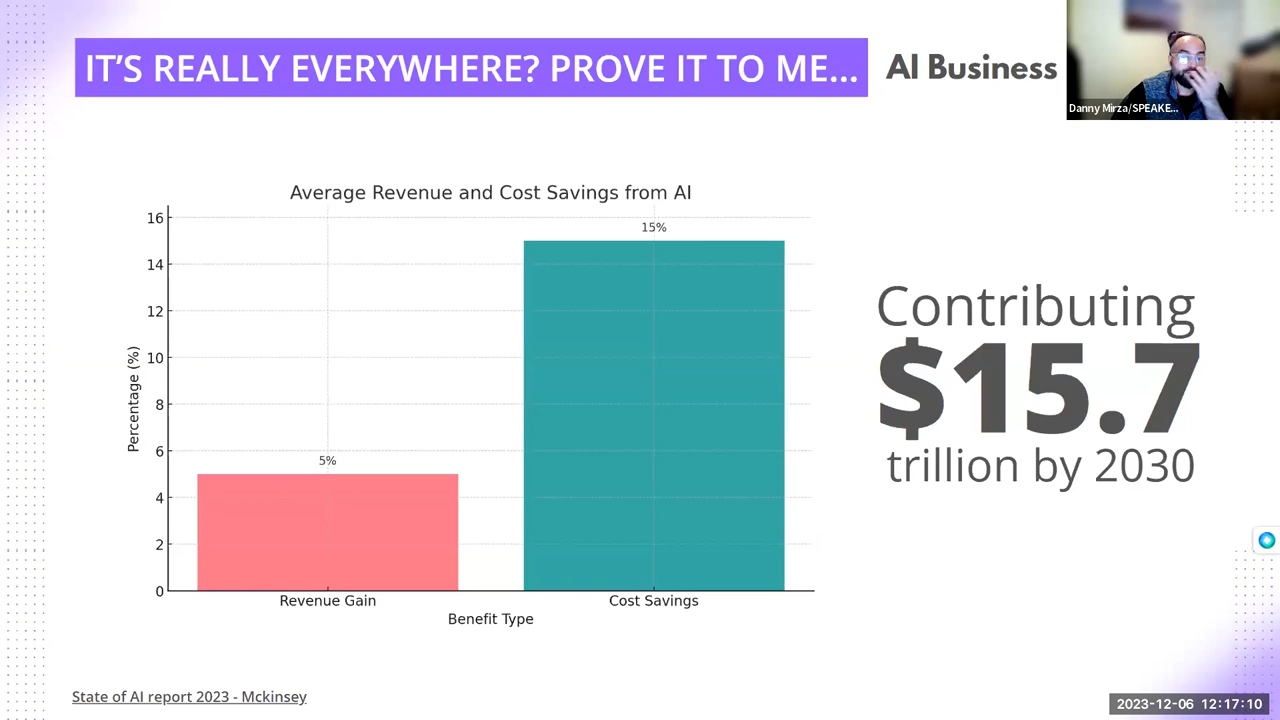 IT’S REALLY EVERYWHERE? PROVE IT TO ME...
AI Business
Danny Mirza/SPEAKE...
Average Revenue and Cost Savings from AI
16
14
12
10
8
6
4
2
0
Percentage (%)
15%
5%
Revenue Gain
Cost Savings
Benefit Type
Contributing
$15.7
trillion by 2030
State of AI report 2023 - Mckinsey
2023-12-06 12:17:10